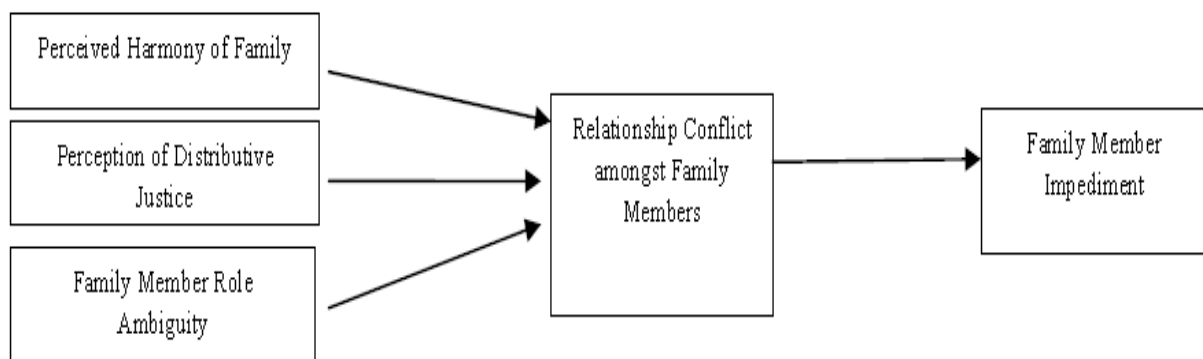 Perceived Harmony of Family
Perception of Distributive
Justice
Family Member Role
Ambiguity
Relationship Conflict
amongst Family
Members
Family Member
Impediment